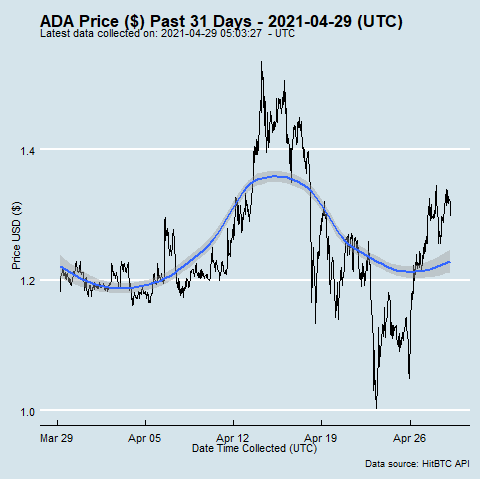 ADA Price ($) Past 31 Days - 2021-04-29 (UTC)
Latest data collected on: 2021-04-29 05:03:27  - UTC
Price USD ($)
1.4
1.2
1.0
Mar 29 Apr 05 Apr 12 Apr 19 Apr 26
Date Time Collected (UTC)
Data source: HitBTC API